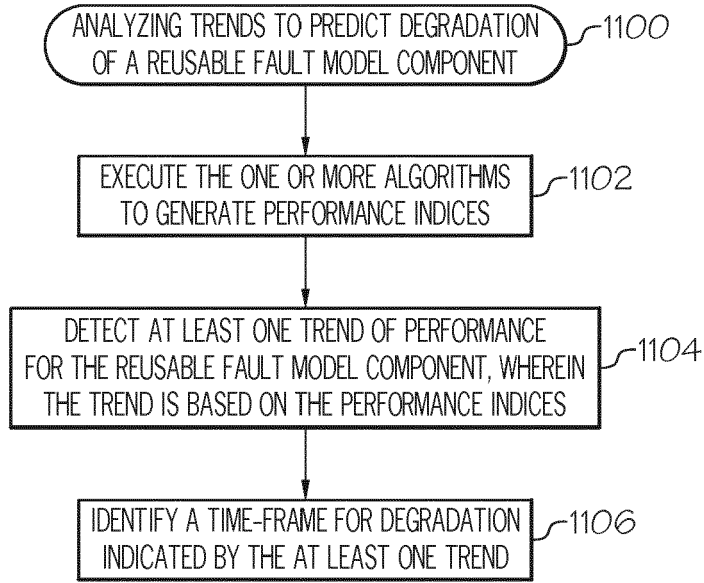 ANALYZING TRENDS TO PREDICT DEGRADATION
OF A REUSABLE FAULT MODEL COMPONENT
1100
EXECUTE THE ONE OR MORE ALGORITHMS
TO GENERATE PERFORMANCE INDICES
1102
DETECT AT LEAST ONE TREND OF PERFORMANCE
FOR THE REUSABLE FAULT MODEL COMPONENT, WHEREIN
THE TREND IS BASED ON THE PERFORMANCE INDICES
1104
IDENTIFY A TIME-FRAME FOR DEGRADATION
INDICATED BY THE AT LEAST ONE TREND
1106